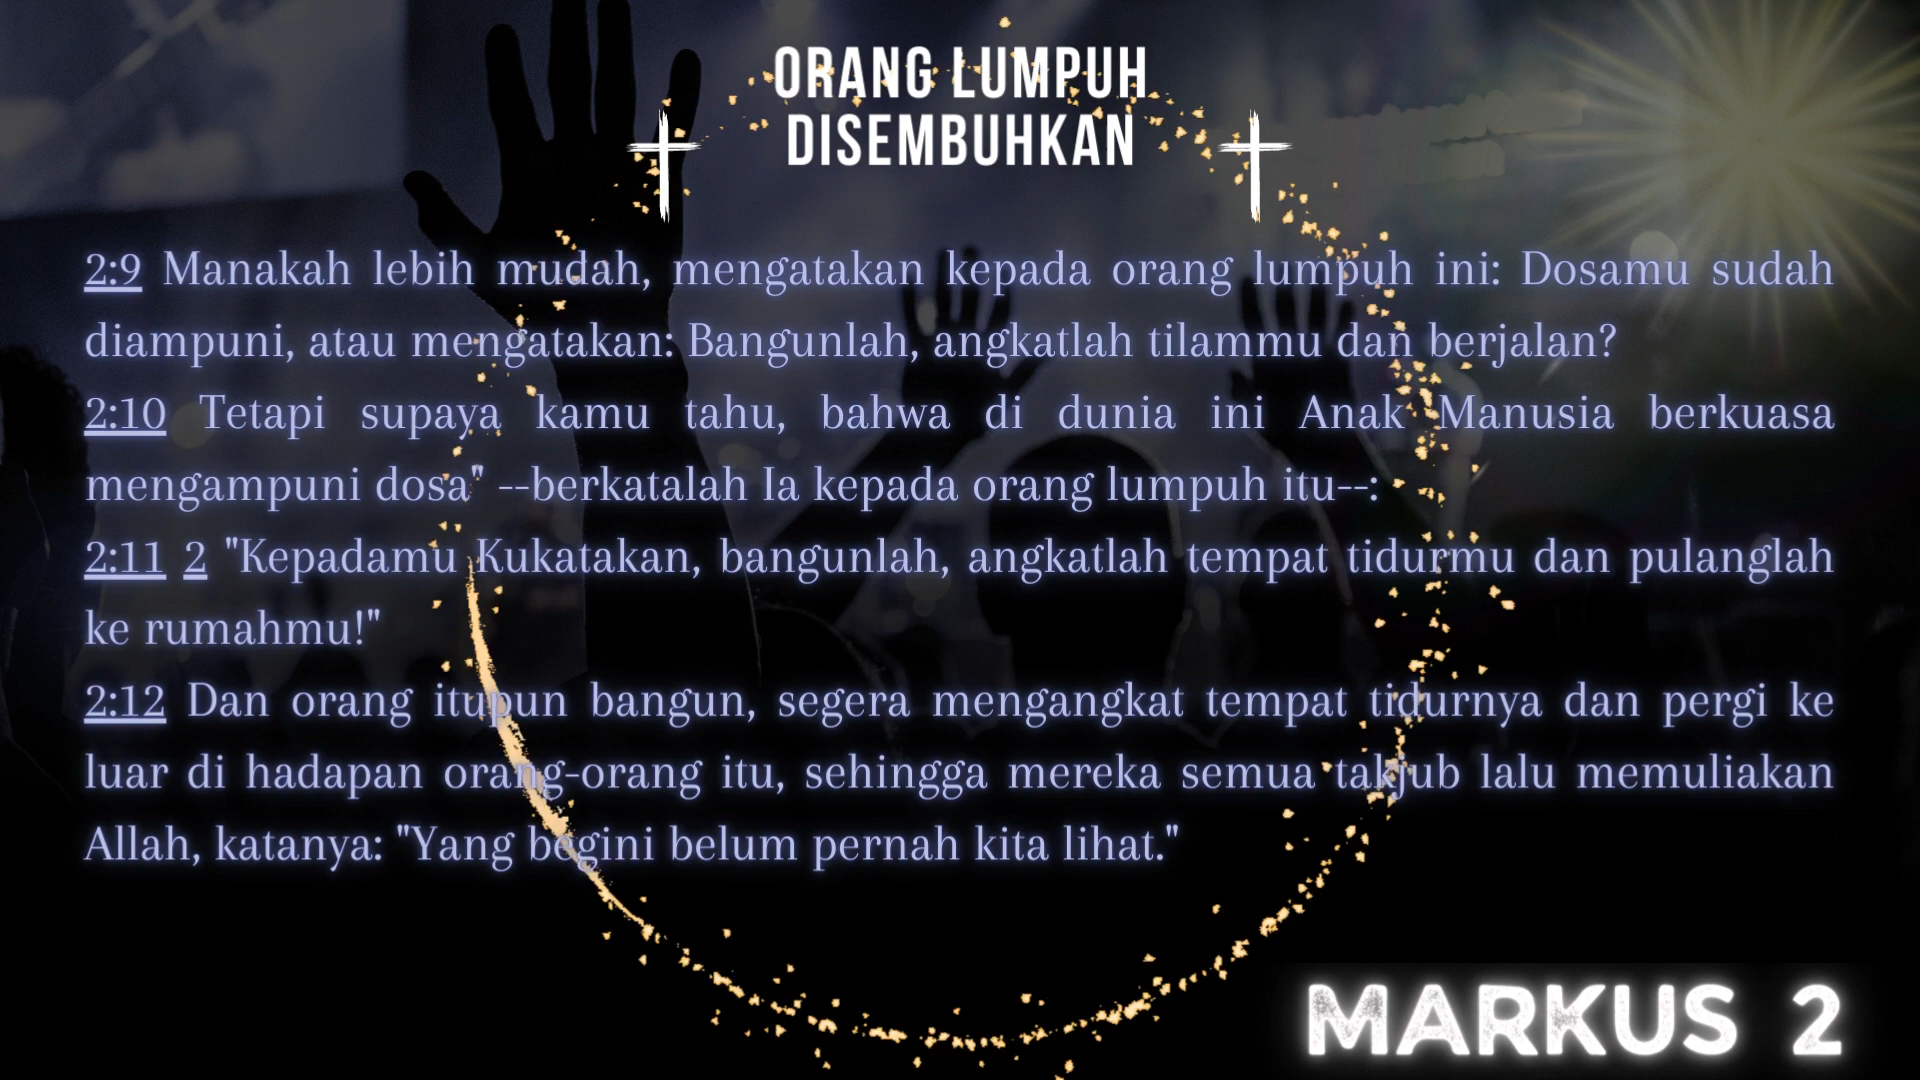 ORANG LUMPUH
DISEMBUHKAN
2:9 Manakah lebih mudah, mengatakan kepada orang lumpuh ini: Dosamu sudah
diampuni, atau mengatakan: Bangunlah, angkatlah tilammu dan berjalan?
2:10 Tetapi supaya kamu tahu, bahwa di dunia ini Anak Manusia berkuasa
mengampuni dosa" --berkatalah Ia kepada orang lumpuh itu--:
2:11 2 "Kepadamu Kukatakan, bangunlah, angkatlah tempat tidurmu dan pulanglah
ke rumahmu!"
2:12 Dan orang itupun bangun, segera mengangkat tempat tidurnya dan pergi ke
luar di hadapan orang-orang itu, sehingga mereka semua takjub lalu memuliakan
Allah, katanya: "Yang begini belum pernah kita lihat."
MARKUS 2